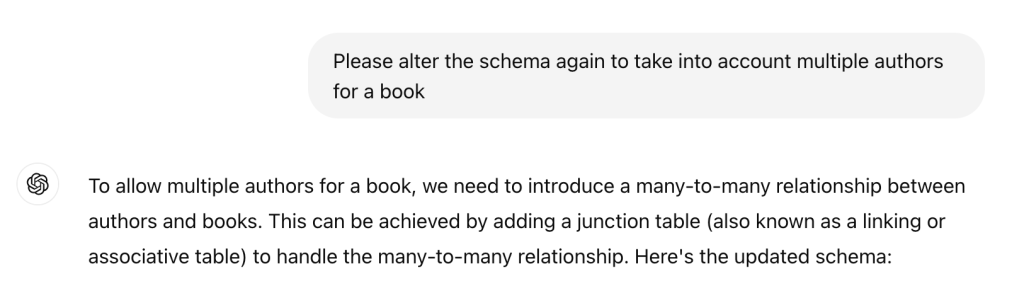 Please alter the schema again to take into account multiple authors
for a book
To allow multiple authors for a book, we need to introduce a many-to-many relationship between
authors and books. This can be achieved by adding a junction table (also known as a linking or
associative table) to handle the many-to-many relationship. Here's the updated schema: